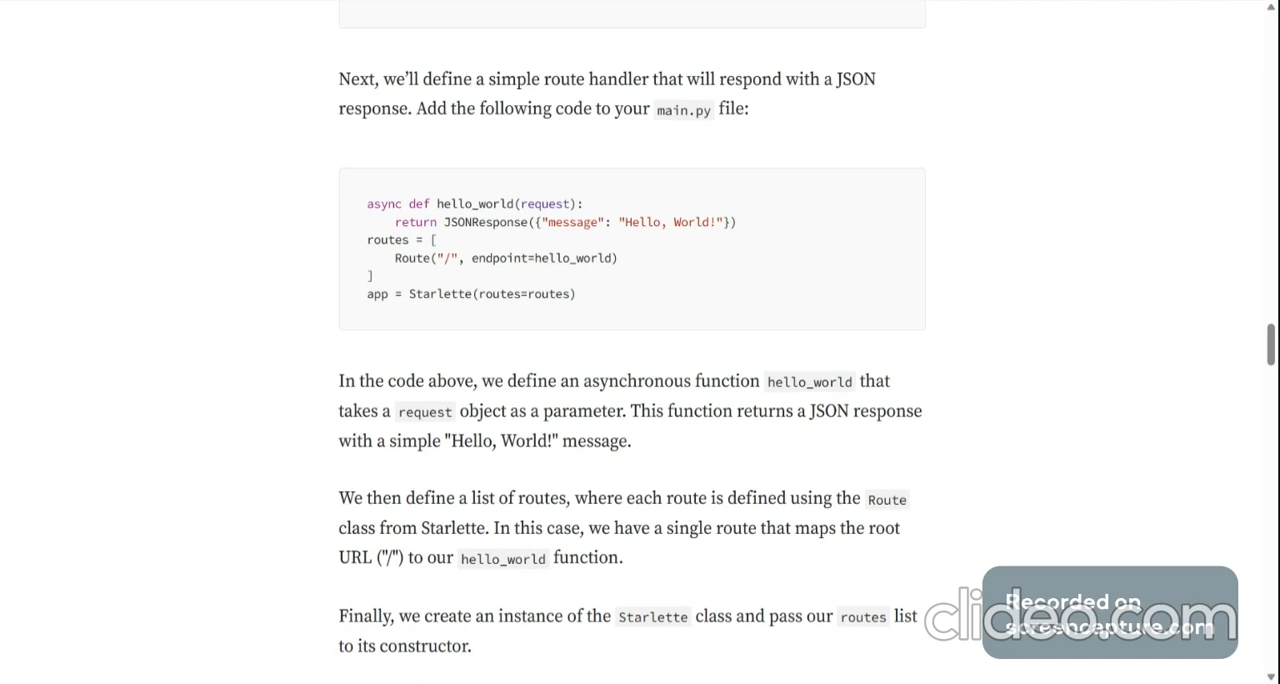 Next, we’ll define a simple route handler that will respond with a JSON
response. Add the following code to your main.py file:
async def hello_world(request):
    return JSONResponse({"message": "Hello, World!"})
routes = [
    Route("/", endpoint=hello_world)
]
app = Starlette(routes=routes)
In the code above, we define an asynchronous function hello_world that
takes a request object as a parameter. This function returns a JSON response
with a simple "Hello, World!" message.
We then define a list of routes, where each route is defined using the Route
class from Starlette. In this case, we have a single route that maps the root
URL ("/") to our hello_world function.
Finally, we create an instance of the Starlette class and pass our routes list
to its constructor.
Recorded on
screencapture.com
clideo.com